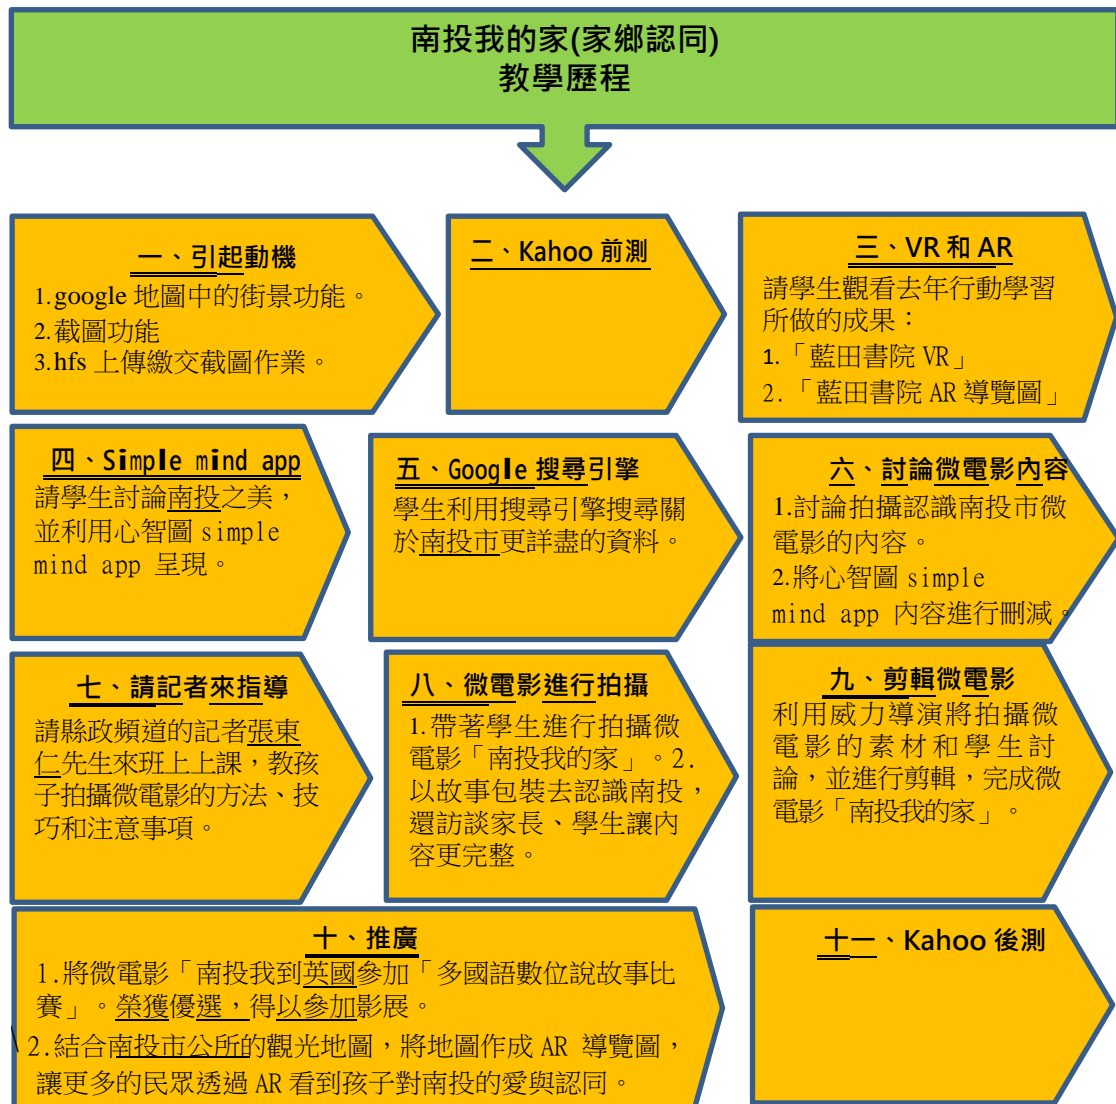 南投我的家(家鄉認同)
教學歷程
一、引起動機
1.google 地圖中的街景功能。
2.截圖功能
3.hfs 上傳繳交截圖作業。
二、Kahoo 前測
三、VR 和 AR
請學生觀看去年行動學習
所做的成果：
1.「藍田書院 VR」
2.「藍田書院 AR 導覽圖」
四、Simple mind app
請學生討論南投之美，
並利用心智圖 simple
mind app 呈現。
五、Google 搜尋引擎
學生利用搜尋引擎搜尋關
於南投市更詳盡的資料。
六、討論微電影內容
1.討論拍攝認識南投市微
電影的內容。
2.將心智圖 simple
mind app 內容進行刪減。
七、請記者來指導
請縣政頻道的記者張東
仁先生來班上上課，教孩
子拍攝微電影的方法、技
巧和注意事項。
八、微電影進行拍攝
1.帶著學生進行拍攝微
電影「南投我的家」。2.
以故事包裝去認識南投，
還訪談家長、學生讓內
容更完整。
九、剪輯微電影
利用威力導演將拍攝微
電影的素材和學生討
論，並進行剪輯，完成微
電影「南投我的家」。
十、推廣
1.將微電影「南投我到英國參加「多國語數位說故事比
賽」。榮獲優選，得以參加影展。
2.結合南投市公所的觀光地圖，將地圖作成 AR 導覽圖，
讓更多的民眾透過 AR 看到孩子對南投的愛與認同。
十一、Kahoo 後測